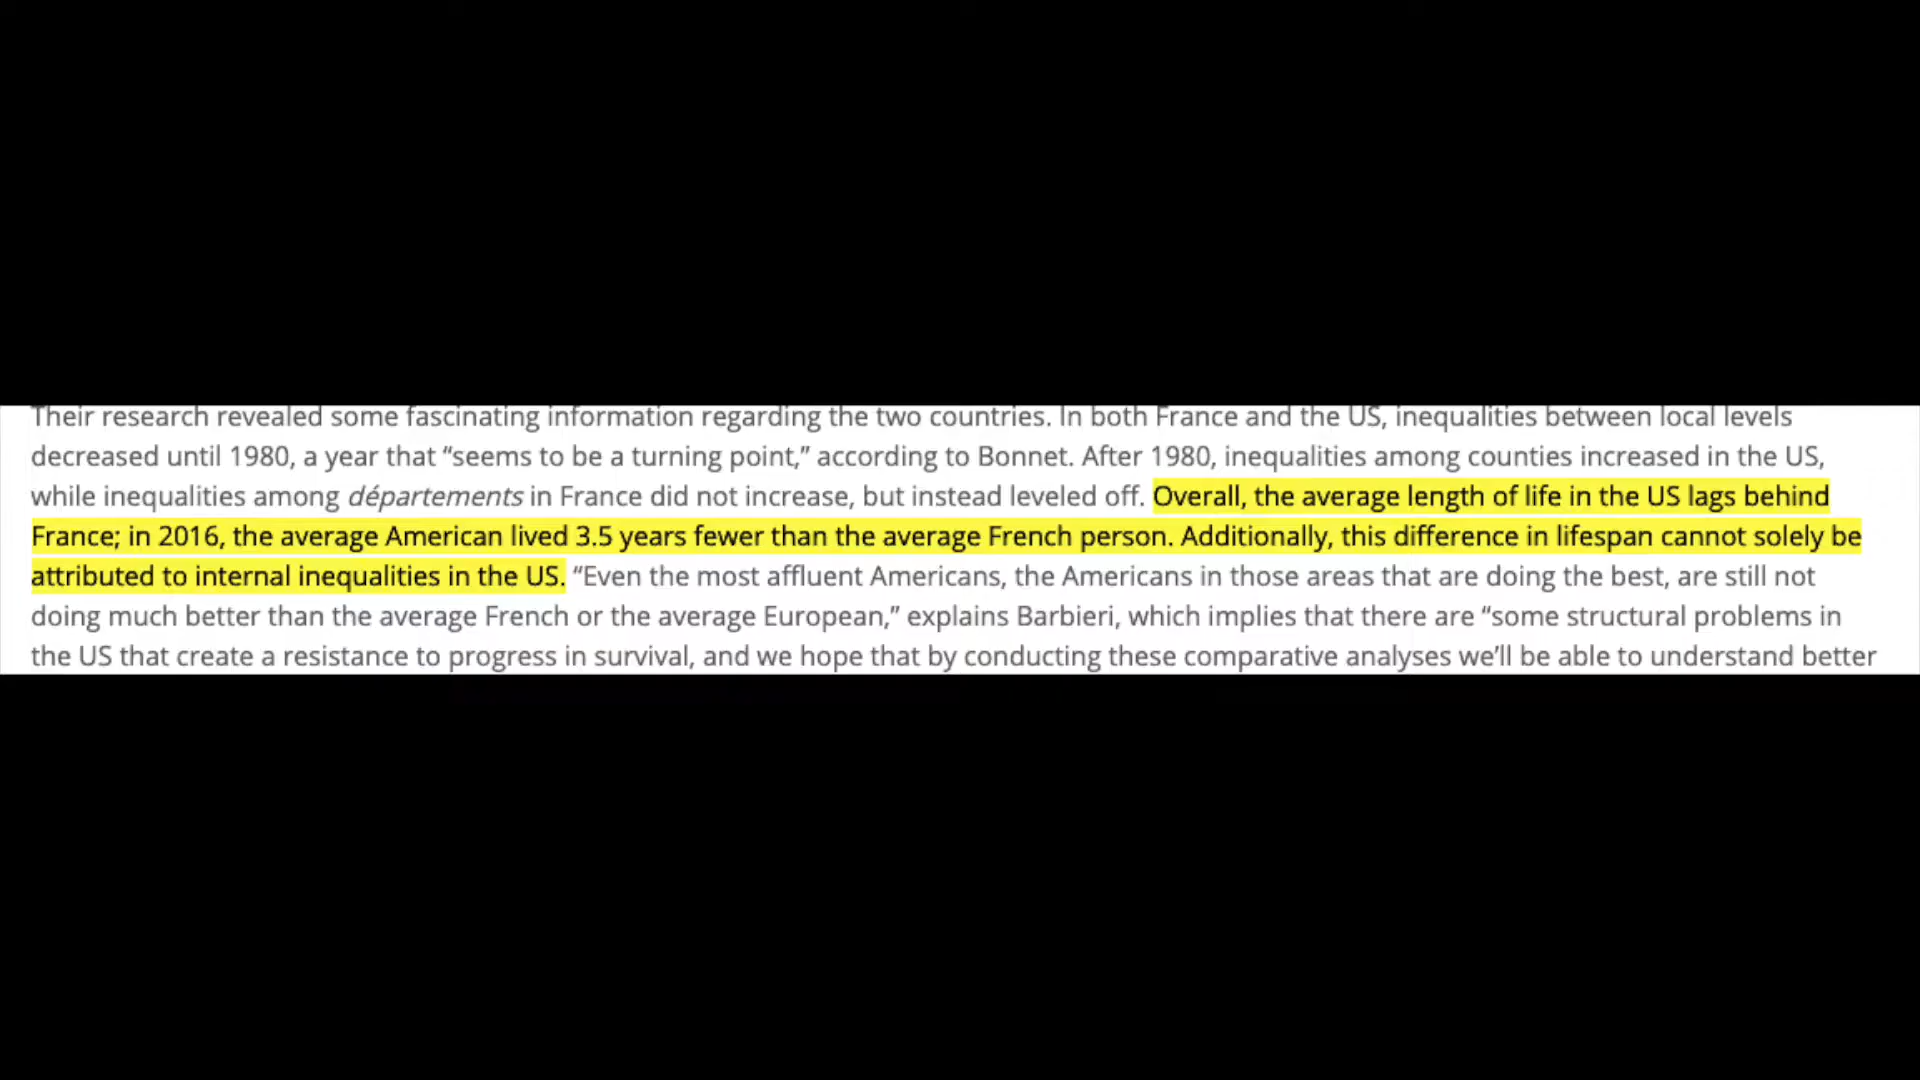 Their research revealed some fascinating information regarding the two countries. In both France and the US, inequalities between local levels
decreased until 1980, a year that “seems to be a turning point,” according to Bonnet. After 1980, inequalities among counties increased in the US,
while inequalities among départements in France did not increase, but instead leveled off. Overall, the average length of life in the US lags behind
France; in 2016, the average American lived 3.5 years fewer than the average French person. Additionally, this difference in lifespan cannot solely be
attributed to internal inequalities in the US. “Even the most affluent Americans, the Americans in those areas that are doing the best, are still not
doing much better than the average French or the average European,” explains Barbieri, which implies that there are “some structural problems in
the US that create a resistance to progress in survival, and we hope that by conducting these comparative analyses we’ll be able to understand better